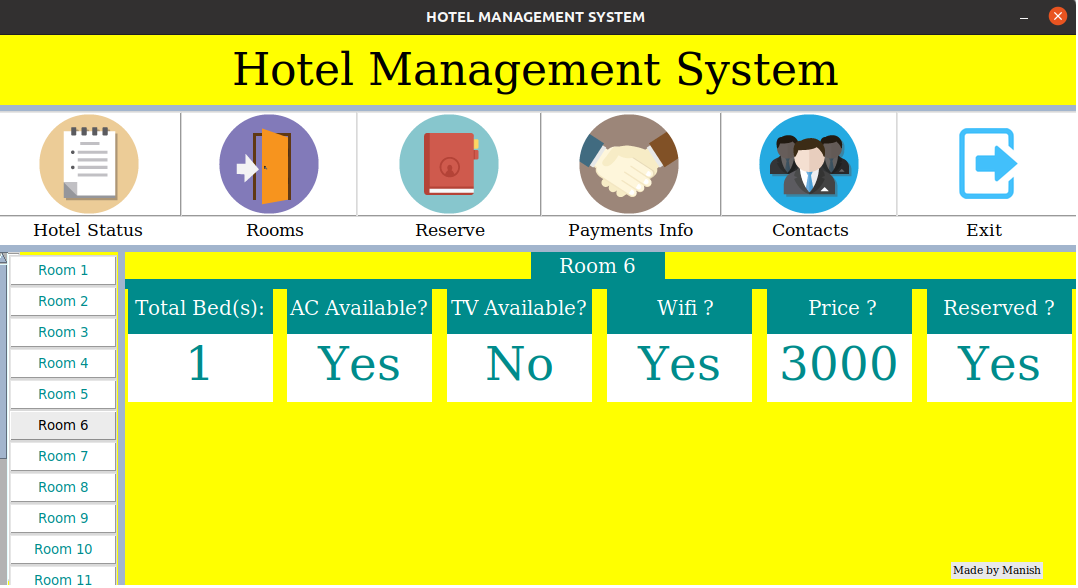 HOTEL MANAGEMENT SYSTEM
Hotel Management System
Hotel Status
Rooms
Reserve
Payments Info
Contacts
Exit
Room 1
Room 2
Room 3
Room 4
Room 5
Room 6
Room 7
Room 8
Room 9
Room 10
Room 11
Room 6
Total Bed(s): AC Available? TV Available? Wifi ? Price ? Reserved ?
1 Yes No Yes 3000 Yes
Made by Manish